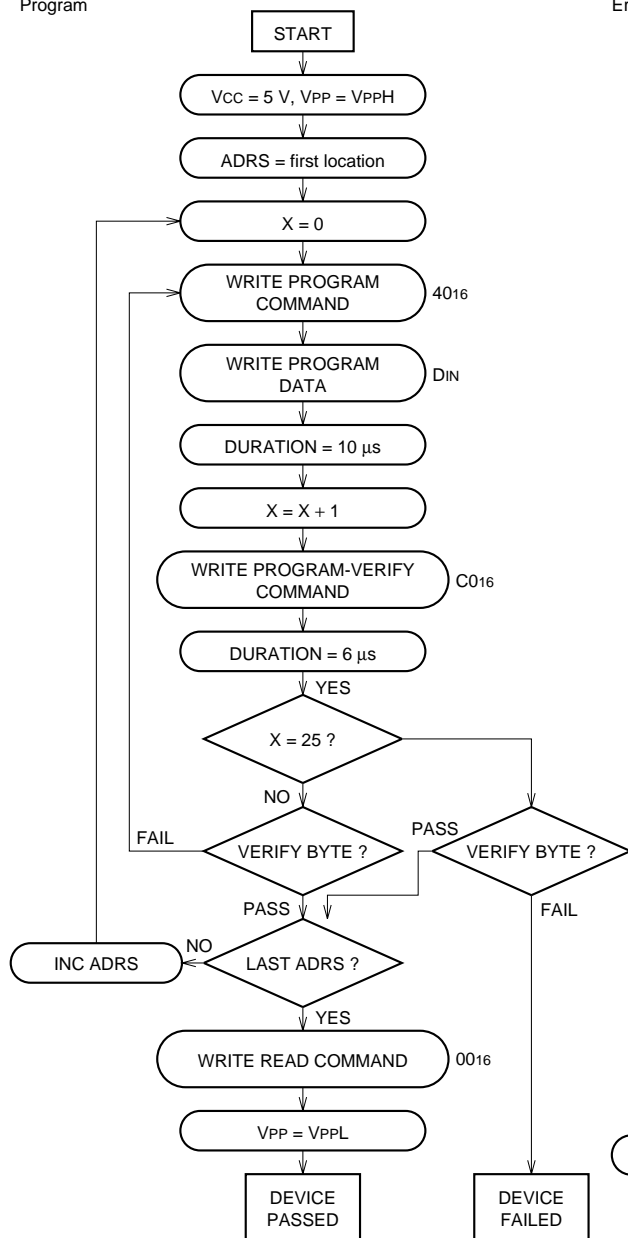 Program
Er
START
VCC = 5 V, VPP = VPPH
ADRS = first location
X = 0
WRITE PROGRAM
COMMAND
4016
WRITE PROGRAM
DATA
DIN
DURATION = 10 µs
X = X + 1
WRITE PROGRAM-VERIFY
COMMAND
C016
DURATION = 6 µs
YES
X = 25 ?
NO
FAIL
VERIFY BYTE ?
PASS
VERIFY BYTE ?
PASS
FAIL
INC ADRS
NO
LAST ADRS ?
YES
WRITE READ COMMAND
0016
VPP = VPPL
DEVICE
PASSED
DEVICE
FAILED